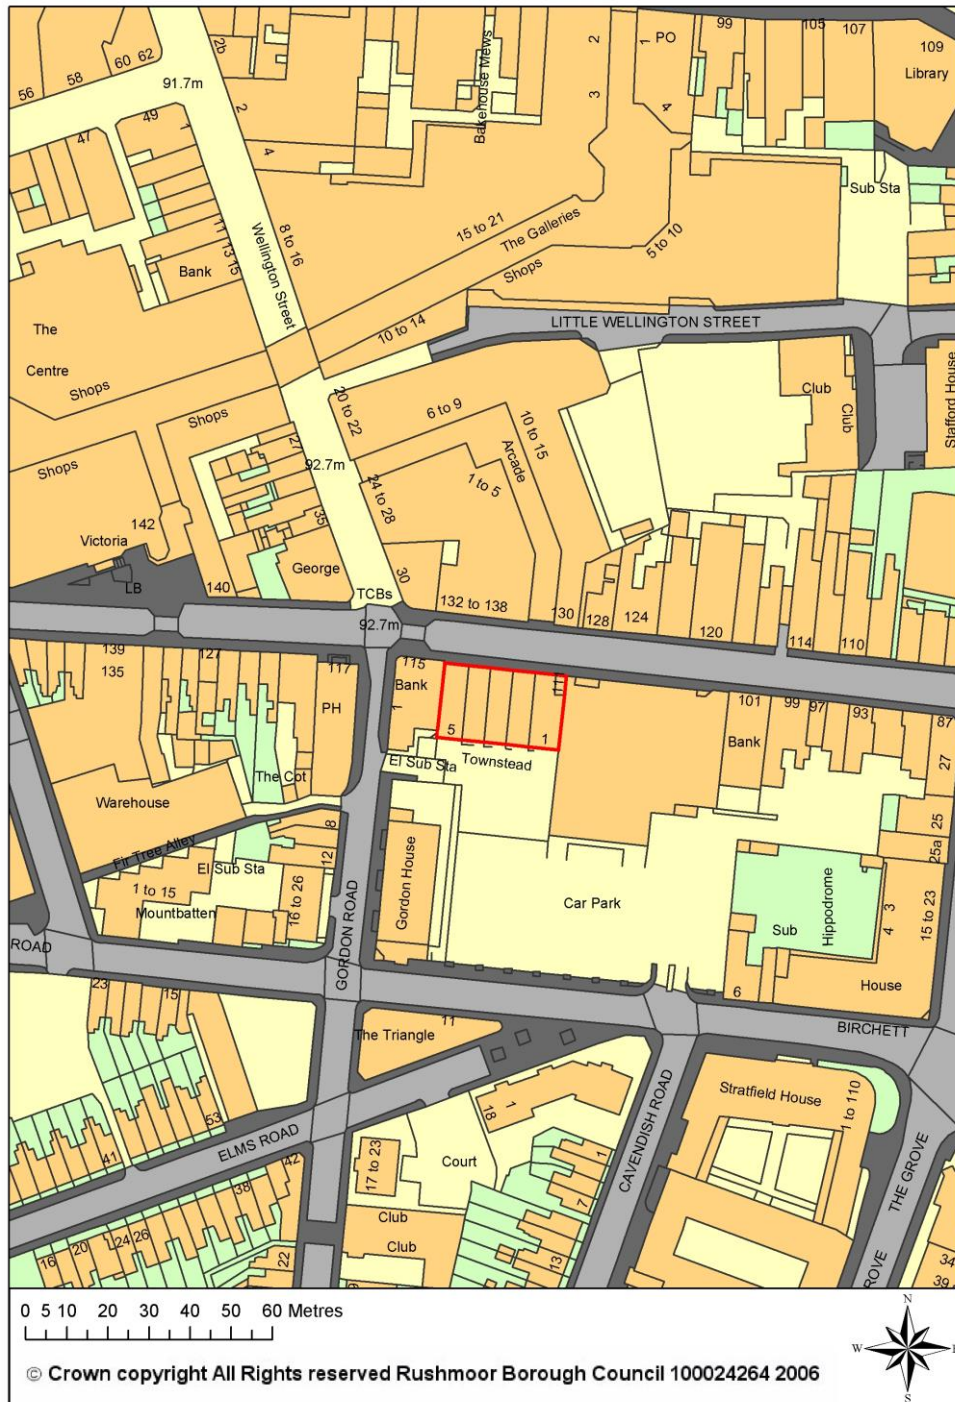 56
58
60
62
91.7m
2b
2
4
Bakehouse Mews
2
3
1
PO
4
99
105
107
109
Library
47
49
1
11
13
15
Bank
Wellington Street
8 to 16
15 to 21
The Galleries
Shops
5 to 10
Sub Sta
The
Centre
Shops
10 to 14
LITTLE WELLINGTON STREET
Shops
Shops
20 to 22
6 to 9
10 to 15
Arcade
1 to 5
Club
Club
Stafford House
27
92.7m
24 to 28
35
142
Victoria
LB
140
George
TCBs
30
132 to 138
130
128
124
120
114
110
92.7m
139
135
127
117
PH
115
Bank
1
111
5
1
Townstead
El Sub Sta
101
99
97
93
87
Bank
27
25
25a
The Cot
Warehouse
Fir Tree Alley
8
12
El Sub Sta
1 to 15
Mountbatten
16 to 26
Gordon House
GORDON ROAD
Car Park
Sub
Hippodrome
3
4
15 to 23
6
House
ROAD
BIRCHETT
23
15
The Triangle
11
Stratfield House
1 to 110
53
41
ELMS ROAD
42
38
18
1
17 to 23
Court
1
7
13
CAVENDISH ROAD
THE GROVE
Club
Club
16
20
24
26
22
ROVE
34
39
0 5 10 20 30 40 50 60 Metres
N
W
E
S
© Crown copyright All Rights reserved Rushmoor Borough Council 100024264 2006